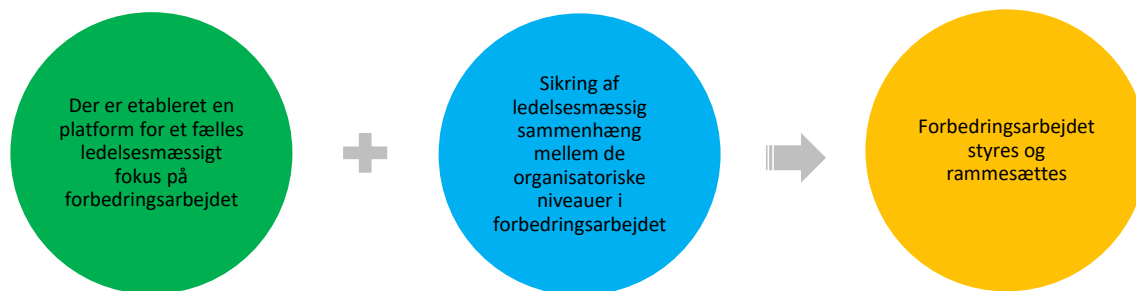 Der er etableret en
platform for et fælles
ledelsesmæssigt
fokus på
forbedringsarbejdet
Sikring af
ledelsesmæssig
sammenhæng
mellem de
organisatoriske
niveauer i
forbedringsarbejdet
Forbedringsarbejdet
styres og
rammesættes